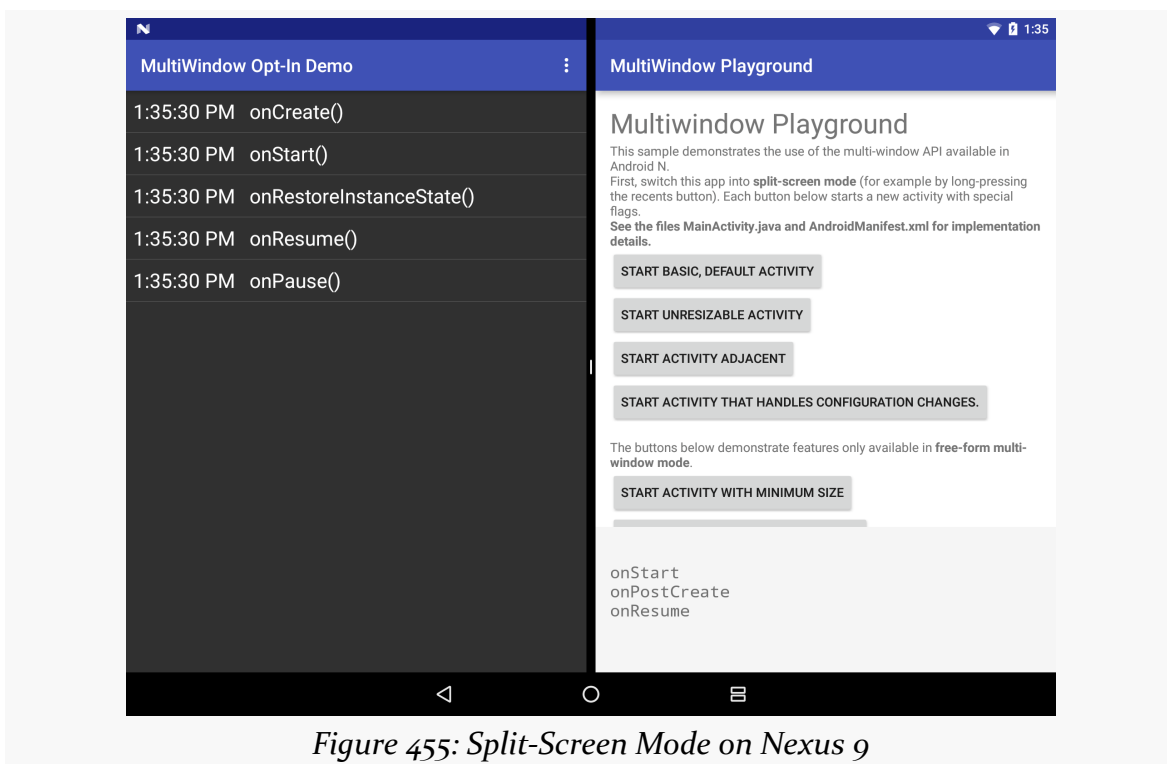 1:35
MultiWindow Opt-In Demo
1:35:30 PM onCreate()
1:35:30 PM onStart()
1:35:30 PM onRestoreInstanceState()
1:35:30 PM onResume()
1:35:30 PM onPause()
MultiWindow Playground
Multiwindow Playground
This sample demonstrates the use of the multi-window API available in
Android N.
First, switch this app into split-screen mode (for example by long-pressing
the recents button). Each button below starts a new activity with special
flags.
See the files MainActivity.java and AndroidManifest.xml for implementation
details.
START BASIC, DEFAULT ACTIVITY
START UNRESIZABLE ACTIVITY
START ACTIVITY ADJACENT
START ACTIVITY THAT HANDLES CONFIGURATION CHANGES.
The buttons below demonstrate features only available in free-form multi-
window mode.
START ACTIVITY WITH MINIMUM SIZE
onStart
onPostCreate
onResume
Figure 455: Split-Screen Mode on Nexus 9